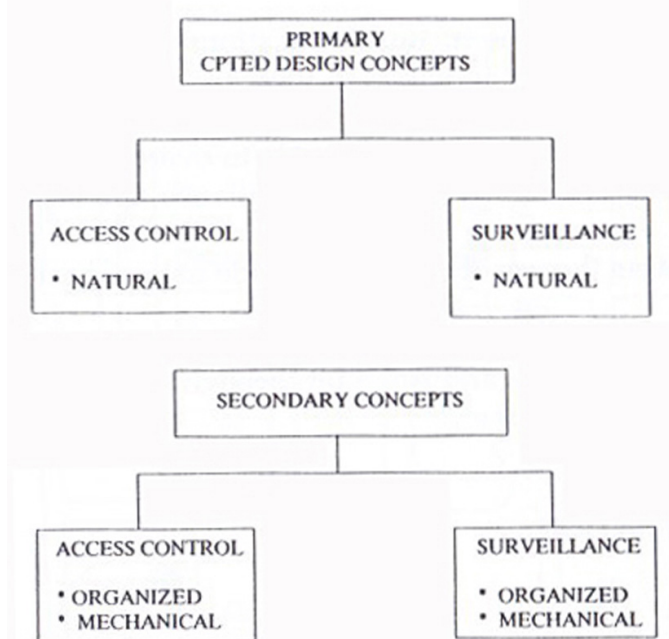 PRIMARY
CPTED DESIGN CONCEPTS
ACCESS CONTROL
* NATURAL
SURVEILLANCE
* NATURAL
SECONDARY CONCEPTS
ACCESS CONTROL
* ORGANIZED
* MECHANICAL
SURVEILLANCE
* ORGANIZED
* MECHANICAL